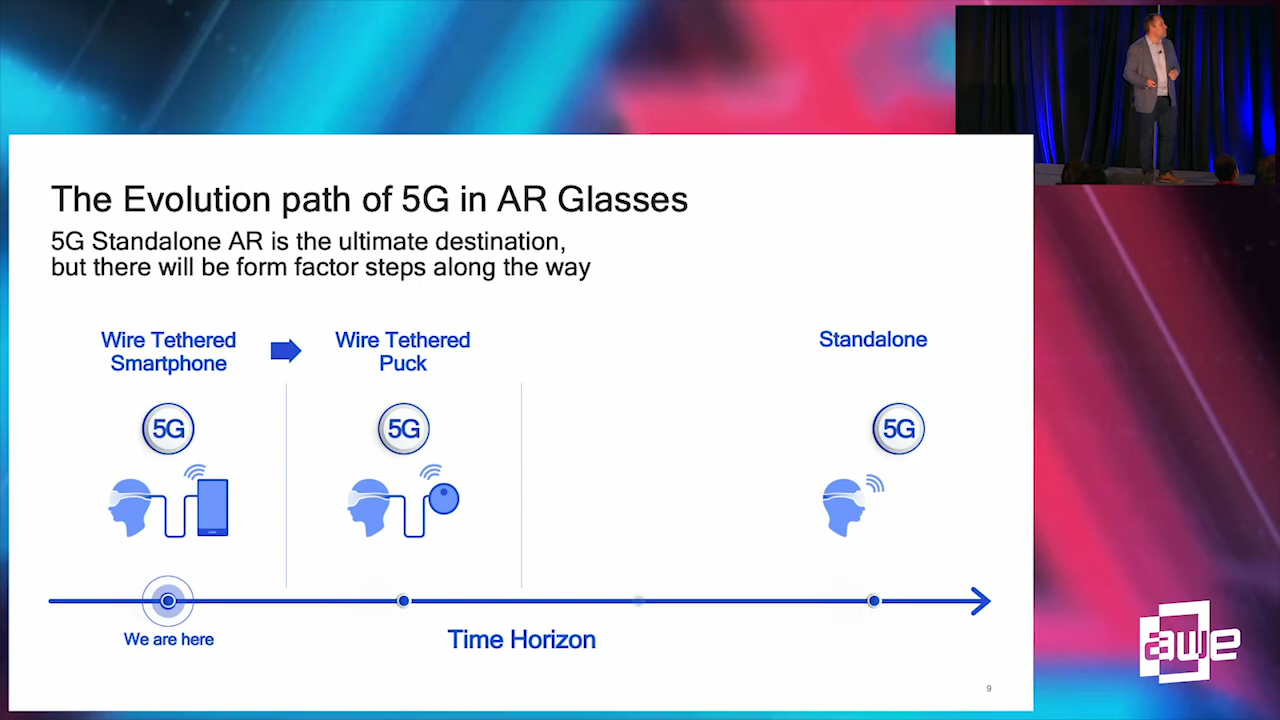 The Evolution path of 5G in AR Glasses
5G Standalone AR is the ultimate destination,
but there will be form factor steps along the way
Wire Tethered
Smartphone
Wire Tethered
Puck
Standalone
5G
5G
5G
We are here
Time Horizon
9
awe